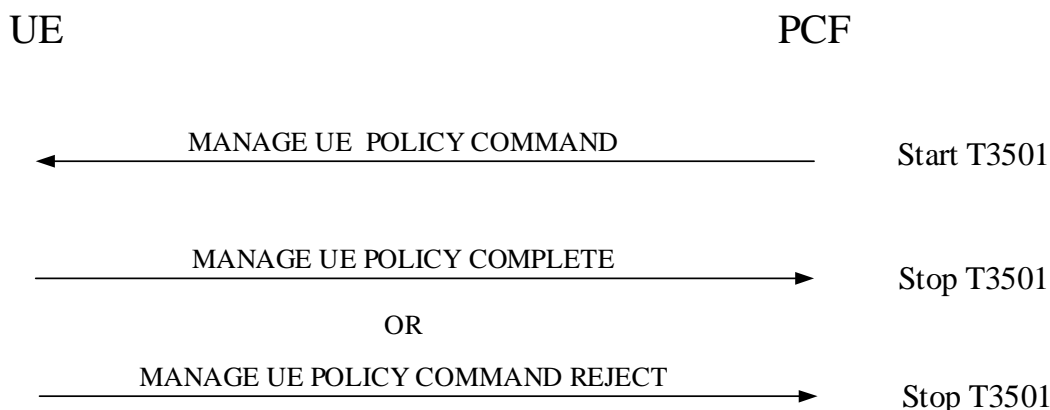 UE PCF
MANAGE UE POLICY COMMAND Start T3501
MANAGE UE POLICY COMPLETE Stop T3501
OR
MANAGE UE POLICY COMMAND REJECT Stop T3501